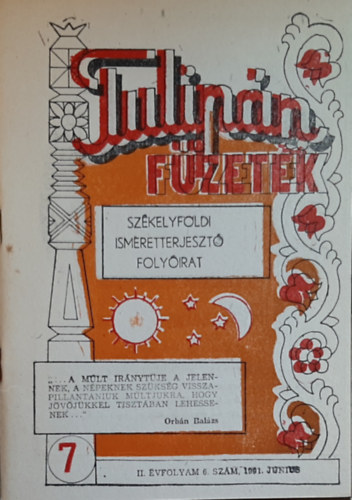 Tulipán
FÜZETEK
SZÉKELYFÖLDI
ISMERETTERJESZTŐ
FOLYÓIRAT
"... A MÚLT IRÁNYTŰJE A JELEN-
NEK, A NÉPEKNEK SZÜKSÉG VISSZA-
PILLANTANIUK MÚLTJUKRA, HOGY
JÖVŐJÜKKEL TISZTÁBAN LEHESSE-
NEK ..."
Orbán Balázs
7
II. ÉVFOLYAM 6. SZÁM, 1991. JÚNIUS